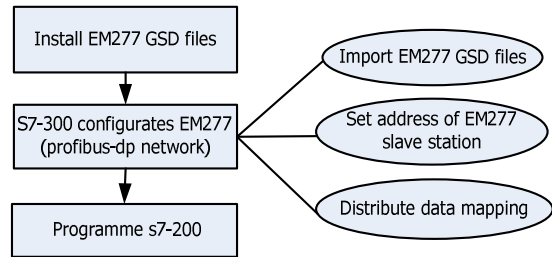 Install EM277 GSD files
S7-300 configurates EM277
(profibus-dp network)
Programme s7-200
Import EM277 GSD files
Set address of EM277
slave station
Distribute data mapping